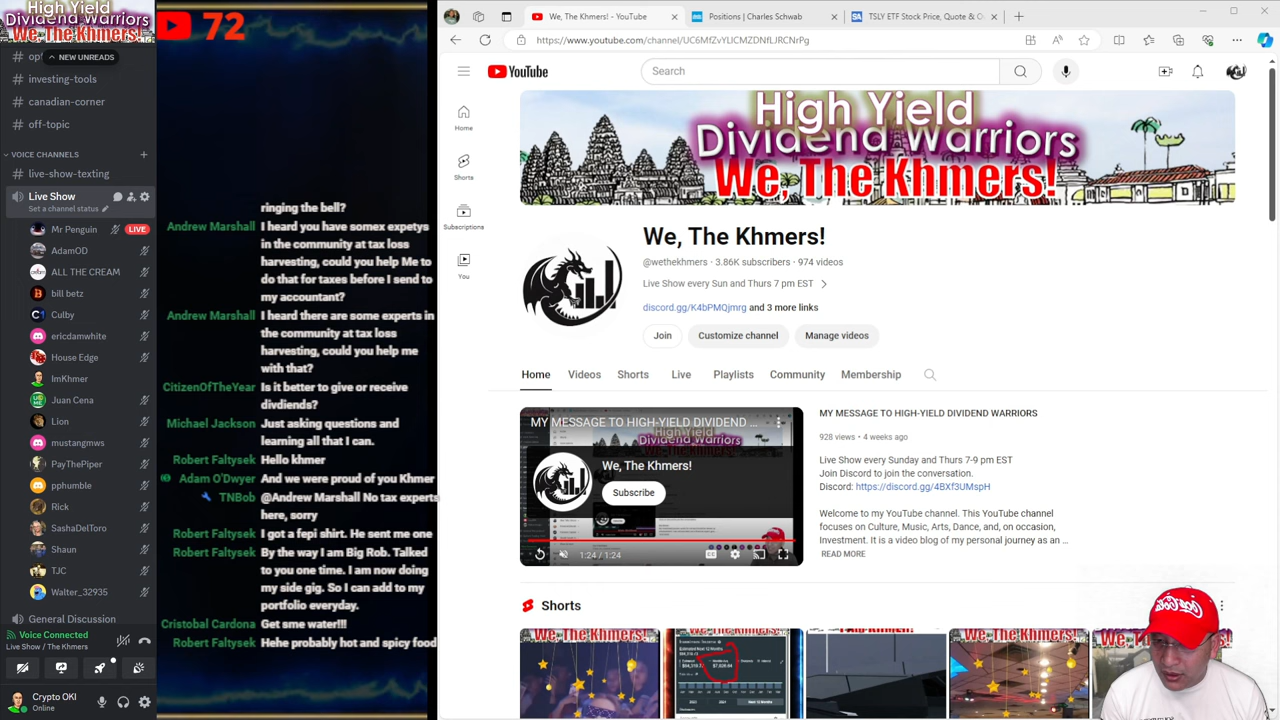 High Yield
Dividend Warriors
We, The Khmers!
NEW UNREADS
investing-tools
canadian-corner
off-topic
VOICE CHANNELS
live-show-texting
Live Show
Set a channel status
Mr Penguin
LIVE
AdamOD
ALL THE CREAM
bill betz
Culby
ericdamwhite
House Edge
ImKhmer
Juan Cena
Lion
mustangmws
PayThePiper
pphumble
Rick
SashaDelToro
Shaun
TJC
Walter_32935
General Discussion
Voice Connected
Live Show / The Khmers
Online
72
ringing the bell?
Andrew Marshall I heard you have somex expetys
in the community at tax loss
harvesting, could you help Me to
do that for taxes before I send to
my accountant?
Andrew Marshall I heard there are some experts in
the community at tax loss
harvesting, could you help me
with that?
CitizenOfTheYear Is it better to give or receive
divdiends?
Michael Jackson Just asking questions and
learning all that I can.
Robert Faltysek Hello khmer
Adam O'Dwyer And we were proud of you Khmer
TNBob @Andrew Marshall No tax experts
here, sorry
Robert Faltysek I got a fepi shirt. He sent me one
Robert Faltysek By the way I am Big Rob. Talked
to you one time. I am now doing
my side gig. So I can add to my
portfolio everyday.
Cristobal Cardona Get sme water!!!
Robert Faltysek Hehe probably hot and spicy food
We, The Khmers! - YouTube
Positions | Charles Schwab
TSLY ETF Stock Price, Quote & O
https://www.youtube.com/channel/UC6MfZvYLICMZDNfLJRCNrPg
YouTube
Search
Home
Shorts
Subscriptions
You
High Yield
Dividend Warriors
We, The Khmers!
We, The Khmers!
@wethekhmers · 3.86K subscribers · 974 videos
Live Show every Sun and Thurs 7 pm EST
discord.gg/K4bPMQjmrg and 3 more links
Join
Customize channel
Manage videos
Home
Videos
Shorts
Live
Playlists
Community
Membership
MY MESSAGE TO HIGH-YIELD DIVIDEND ...
We, The Khmers!
Subscribe
1:24 / 1:24
MY MESSAGE TO HIGH-YIELD DIVIDEND WARRIORS
928 views • 4 weeks ago
Live Show every Sunday and Thurs 7-9 pm EST
Join Discord to join the conversation.
Discord: https://discord.gg/4BXf3UMspH
Welcome to my YouTube channel. This YouTube channel
focuses on Culture, Music, Arts, Dance, and, on occasion,
Investment. It is a video blog of my personal journey as an ...
READ MORE
Shorts